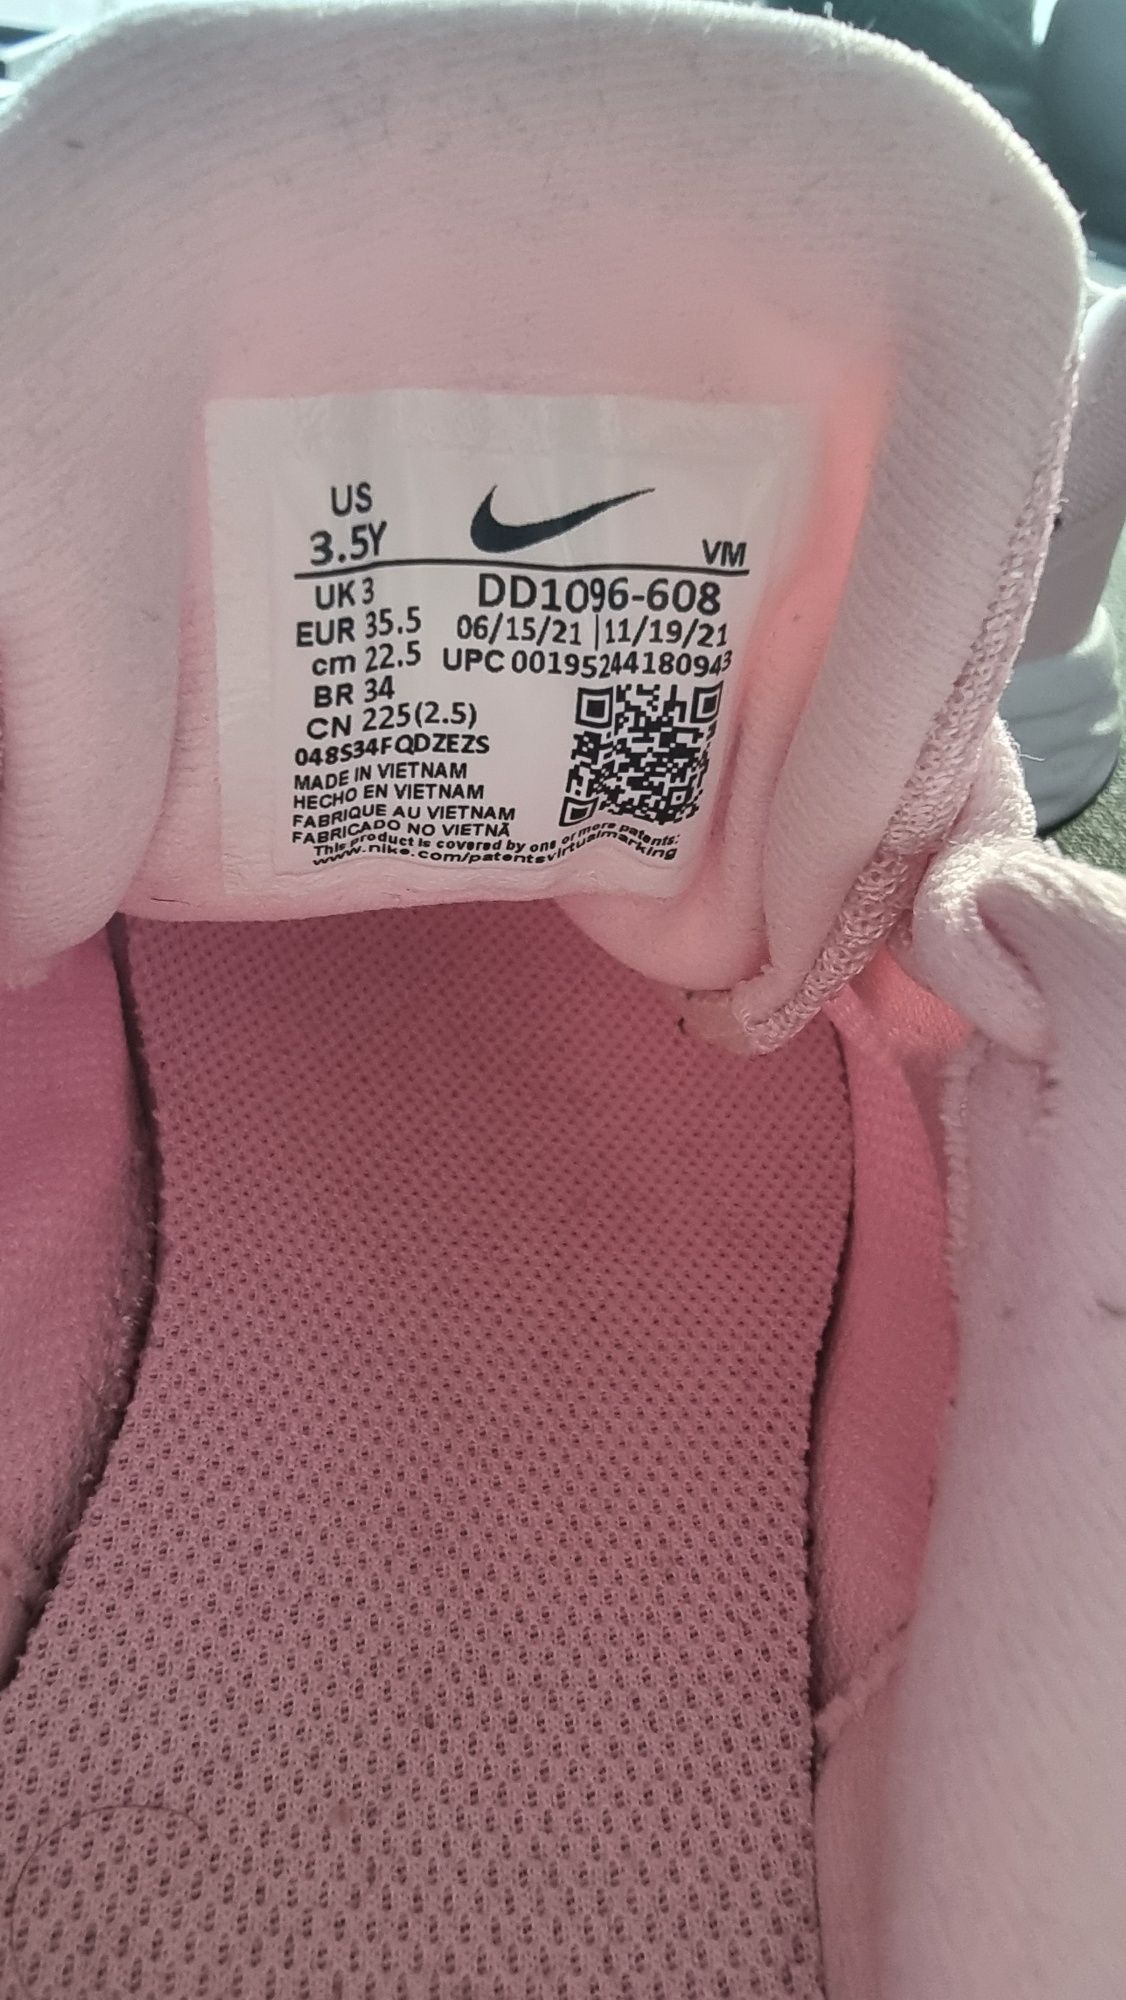 US
3.5Y
VM
UK 3
DD1096-608
EUR 35.5
06/15/21 | 11/19/21
cm 22.5
UPC 00195244180943
BR 34
CN 225(2.5)
048S34FQDZEZS
MADE IN VIETNAM
HECHO EN VIETNAM
FABRIQUE AU VIETNAM
FABRICADO NO VIETNÃ
This product is covered by one or more patents:
www.nike.com/patentsvirtualmarking